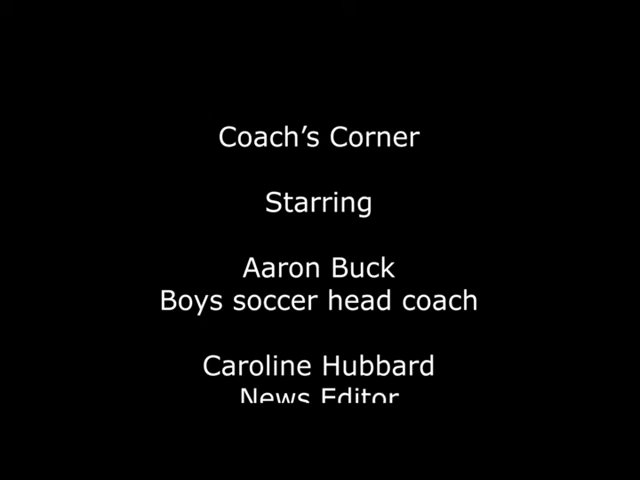 Coach’s Corner
Starring
Aaron Buck
Boys soccer head coach
Caroline Hubbard
News Editor